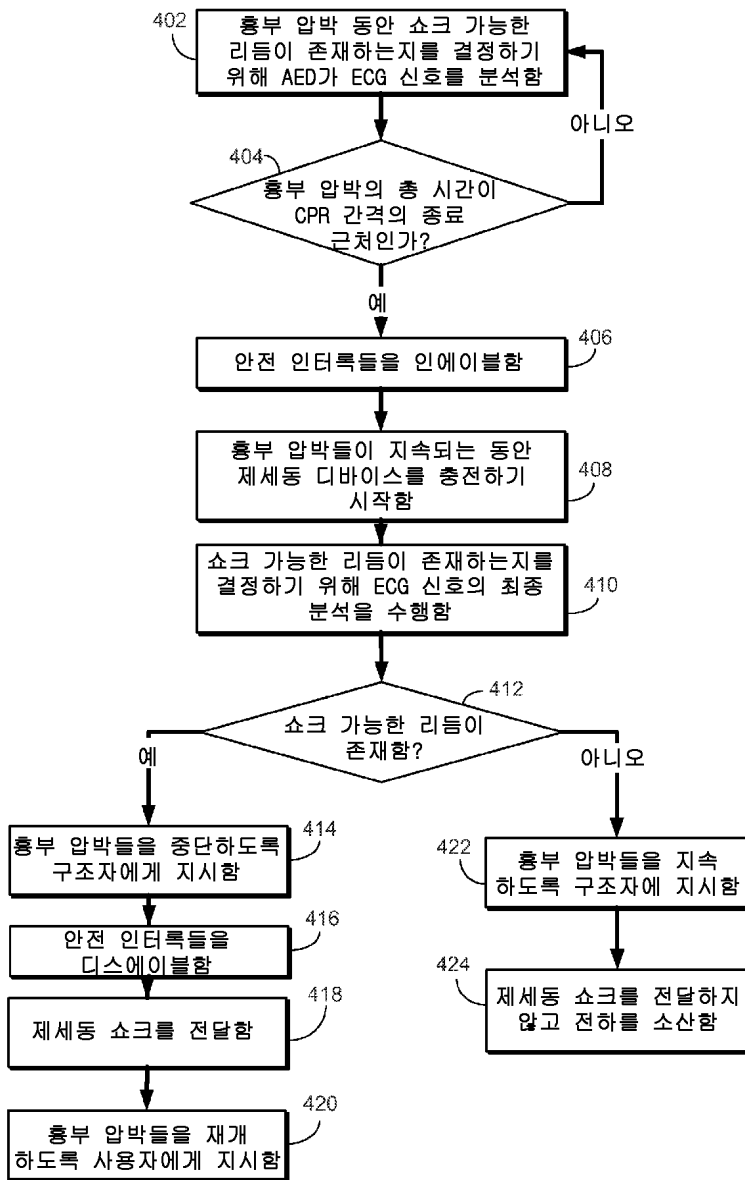 402
흉부 압박 동안 쇼크 가능한
리듬이 존재하는지를 결정하기
위해 AED가 ECG 신호를 분석함
아니오
404
흉부 압박의 총 시간이
CPR 간격의 종료
근처인가?
예
안전 인터록들을 인에이블함
406
흉부 압박들이 지속되는 동안
제세동 디바이스를 충전하기
시작함
408
쇼크 가능한 리듬이 존재하는지를
결정하기 위해 ECG 신호의 최종
분석을 수행함
410
412
쇼크 가능한 리듬이
존재함?
예
아니오
흉부 압박들을 중단하도록
구조자에게 지시함
414
안전 인터록들을
디스에이블함
416
제세동 쇼크를 전달함
418
흉부 압박들을 재개
하도록 사용자에게 지시함
420
422
흉부 압박들을 지속
하도록 구조자에 지시함
424
제세동 쇼크를 전달하지
않고 전하를 소산함